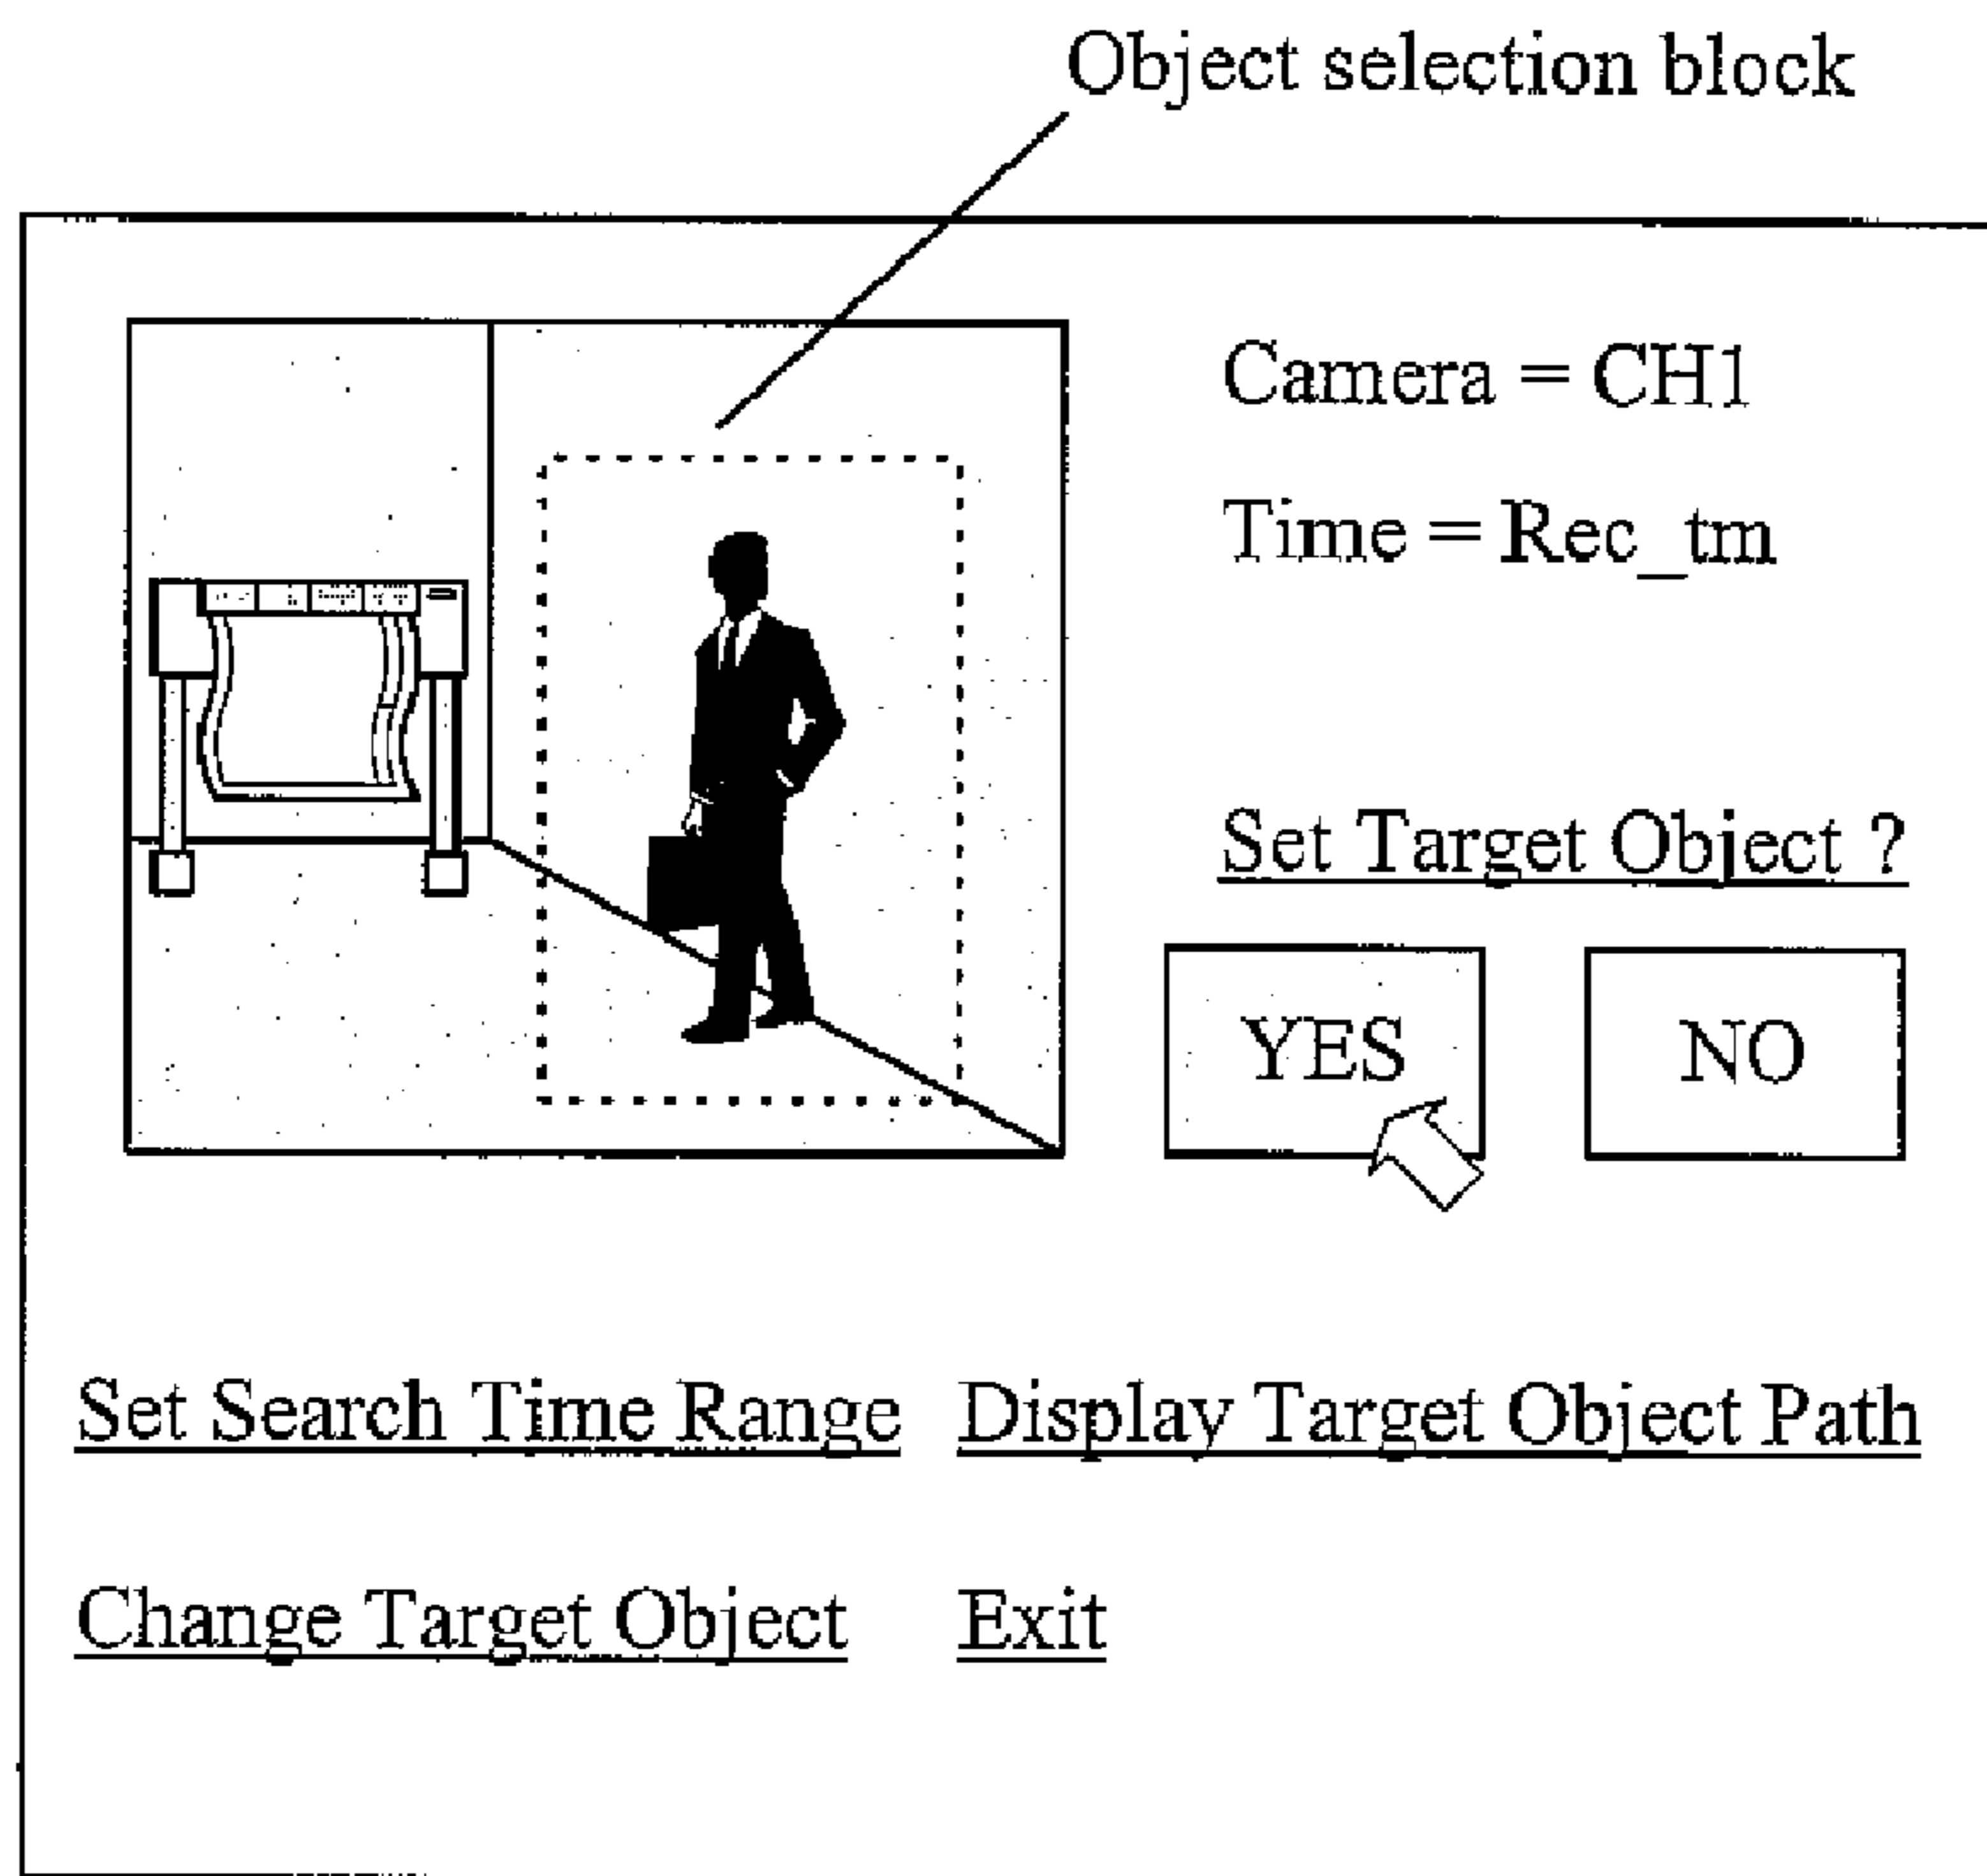 Object selection block
Camera = CH1
Time = Rec_tm
Set Target Object ?
YES NO
Set Search Time Range Display Target Object Path
Change Target Object Exit